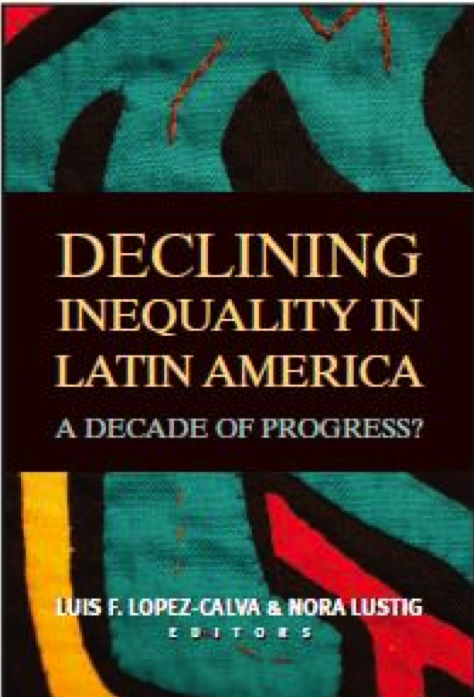 DECLINING
INEQUALITY IN
LATIN AMERICA
A DECADE OF PROGRESS?
LUIS F. LOPEZ-CALVA & NORA LUSTIG
EDITORS